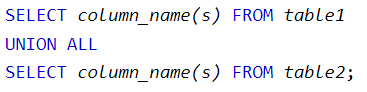 SELECT column_name(s) FROM table1
UNION ALL
SELECT column_name(s) FROM table2;